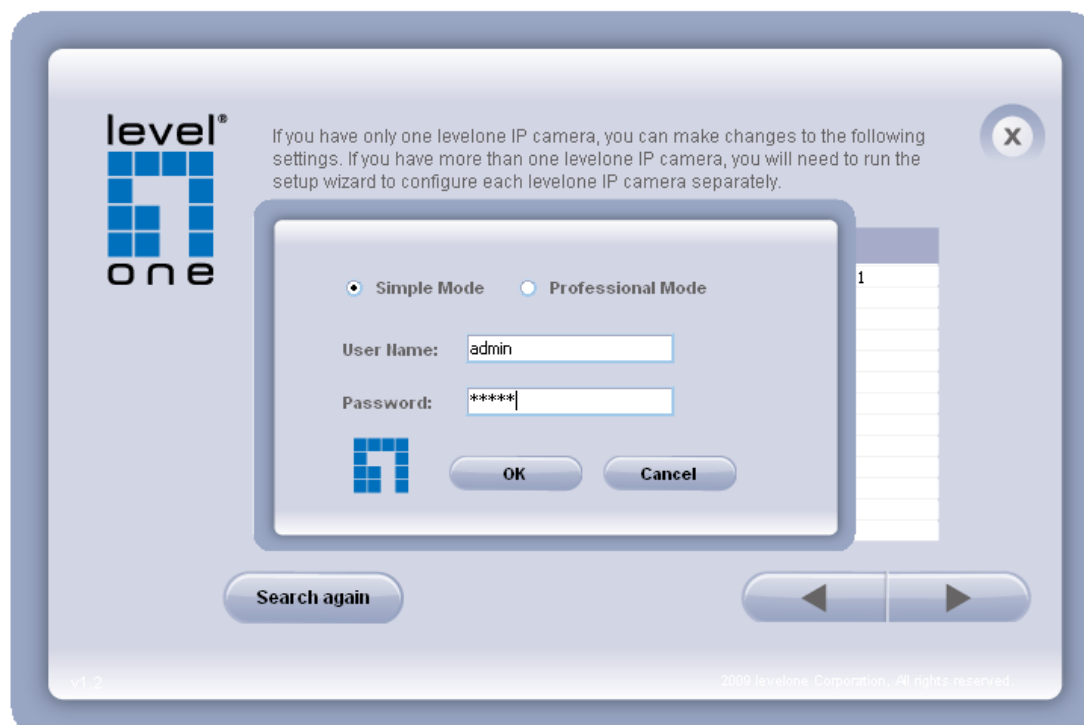 level®
one
If you have only one levelone IP camera, you can make changes to the following
settings. If you have more than one levelone IP camera, you will need to run the
setup wizard to configure each levelone IP camera separately.
X
1
Simple Mode Professional Mode
User Name: admin
Password: *****
OK Cancel
Search again
v1.2
2009 levelone Corporation. All rights reserved.